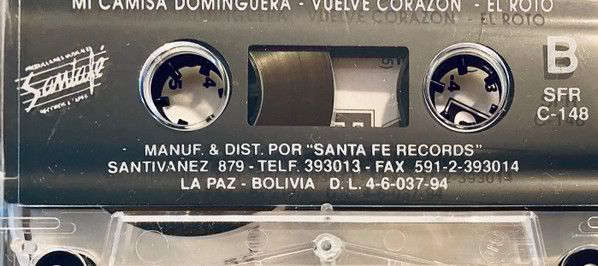 MI CAMISA DOMINGUERA - VUELVE CORAZON - EL ROTO
Santafé
B
SFR
C-148
MANUF. & DIST. POR "SANTA FE RECORDS"
SANTIVAÑEZ 879 - TELF. 393013 - FAX 591-2-393014
LA PAZ - BOLIVIA D. L. 4-6-037-94